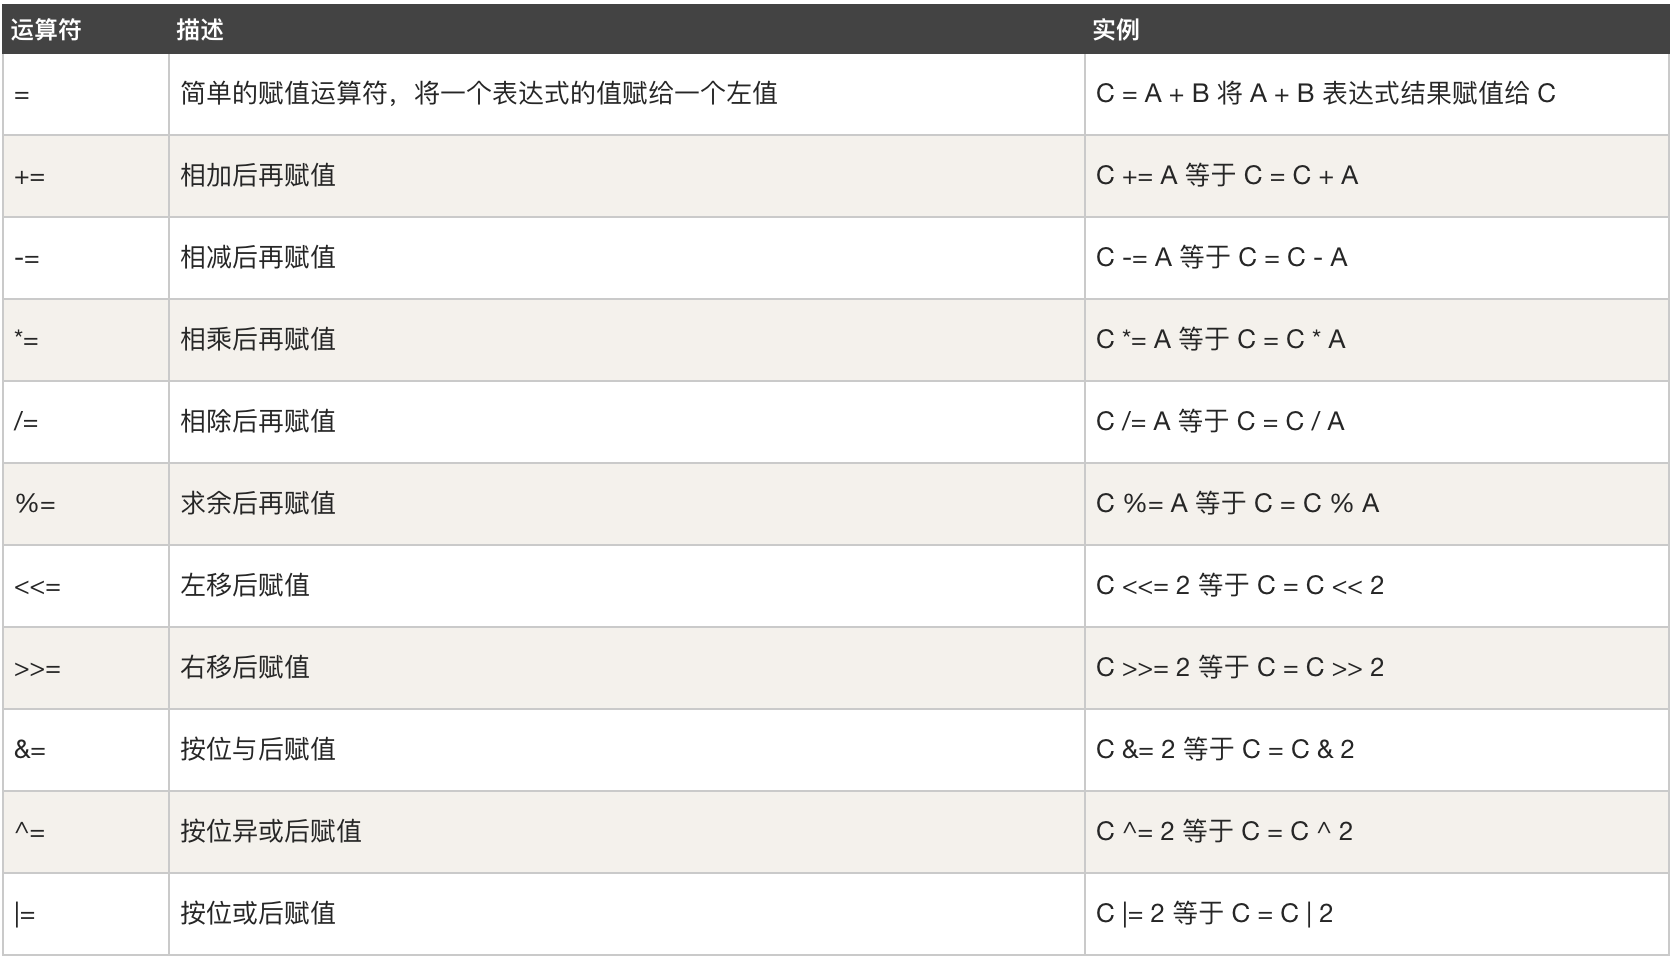 运算符 描述 实例
= 简单的赋值运算符，将一个表达式的值赋给一个左值 C = A + B 将 A + B 表达式结果赋值给 C
+= 相加后再赋值 C += A 等于 C = C + A
-= 相减后再赋值 C -= A 等于 C = C - A
*= 相乘后再赋值 C *= A 等于 C = C * A
/= 相除后再赋值 C /= A 等于 C = C / A
%= 求余后再赋值 C %= A 等于 C = C % A
<<= 左移后赋值 C <<= 2 等于 C = C << 2
>>= 右移后赋值 C >>= 2 等于 C = C >> 2
&= 按位与后赋值 C &= 2 等于 C = C & 2
^= 按位异或后赋值 C ^= 2 等于 C = C ^ 2
|= 按位或后赋值 C |= 2 等于 C = C | 2